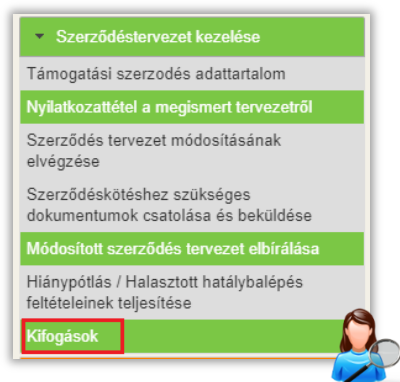 Szerződéstervezet kezelése
Támogatási szerzodés adattartalom
Nyilatkozattétel a megismert tervezetről
Szerződés tervezet módosításának
elvégzése
Szerződéskötéshez szükséges
dokumentumok csatolása és beküldése
Módosított szerződés tervezet elbírálása
Hiánypótlás / Halasztott hatálybalépés
feltételeinek teljesítése
Kifogások